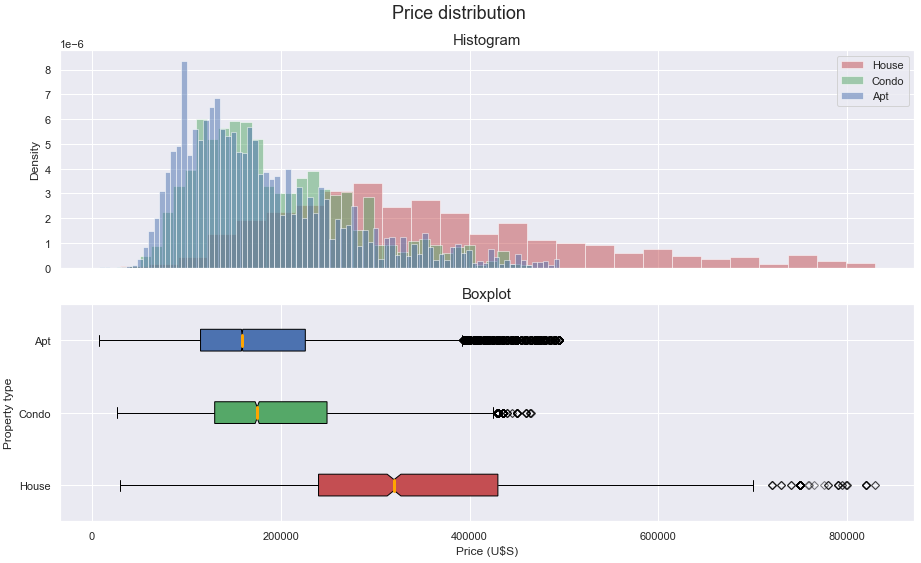 Price distribution
Histogram
1e−6
House
Condo
Apt
8
7
6
5
4
3
2
1
0
Density
Boxplot
Apt
Condo
House
Property type
0 200000 400000 600000 800000
Price (U$S)